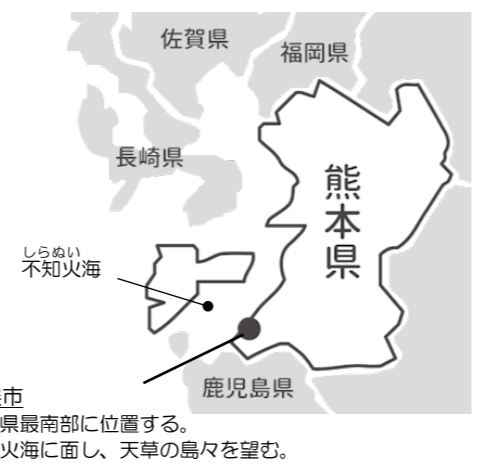 佐賀県
福岡県
長崎県
熊本県
しらぬい
不知火海
鹿児島県
市
県最南部に位置する。
火海に面し、天草の島々を望む。